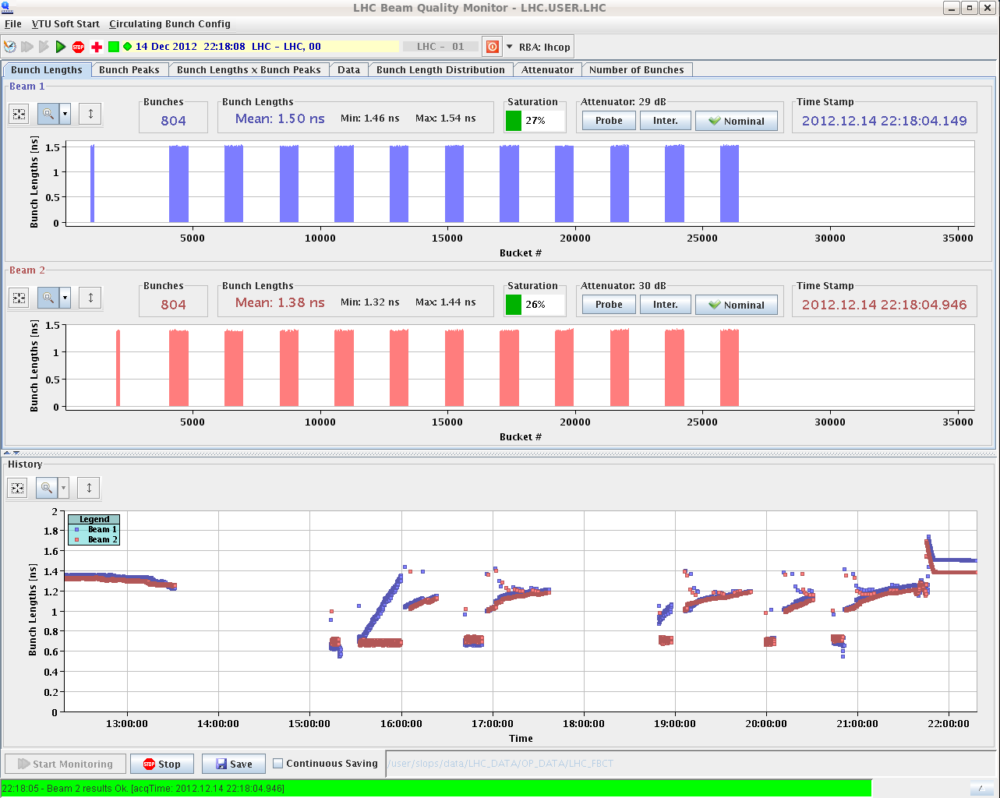 LHC Beam Quality Monitor - LHC.USER.LHC
File VTU Soft Start Circulating Bunch Config
STOP 14 Dec 2012 22:18:08 LHC - LHC, 00 LHC - 01 RBA: lhcop
Bunch Lengths Bunch Peaks Bunch Lengths x Bunch Peaks Data Bunch Length Distribution Attenuator Number of Bunches
Beam 1
Bunches Bunch Lengths Saturation Attenuator: 29 dB Time Stamp
804 Mean: 1.50 ns Min: 1.46 ns Max: 1.54 ns 27% Probe Inter. Nominal 2012.12.14 22:18:04.149
Bunch Lengths [ns]
1.5
1
0.5
0
5000 10000 15000 20000 25000 30000 35000
Bucket #
Beam 2
Bunches Bunch Lengths Saturation Attenuator: 30 dB Time Stamp
804 Mean: 1.38 ns Min: 1.32 ns Max: 1.44 ns 26% Probe Inter. Nominal 2012.12.14 22:18:04.946
Bunch Lengths [ns]
1.5
1
0.5
0
5000 10000 15000 20000 25000 30000 35000
Bucket #
History
Bunch Lengths [ns]
2
1.8
1.6
1.4
1.2
1
0.8
0.6
0.4
0.2
0
Legend
Beam 1
Beam 2
13:00:00 14:00:00 15:00:00 16:00:00 17:00:00 18:00:00 19:00:00 20:00:00 21:00:00 22:00:00
Time
Start Monitoring STOP Stop Save Continuous Saving /user/slops/data/LHC_DATA/OP_DATA/LHC_FBCT
22:18:05 - Beam 2 results Ok. [acqTime: 2012.12.14 22:18:04.946]